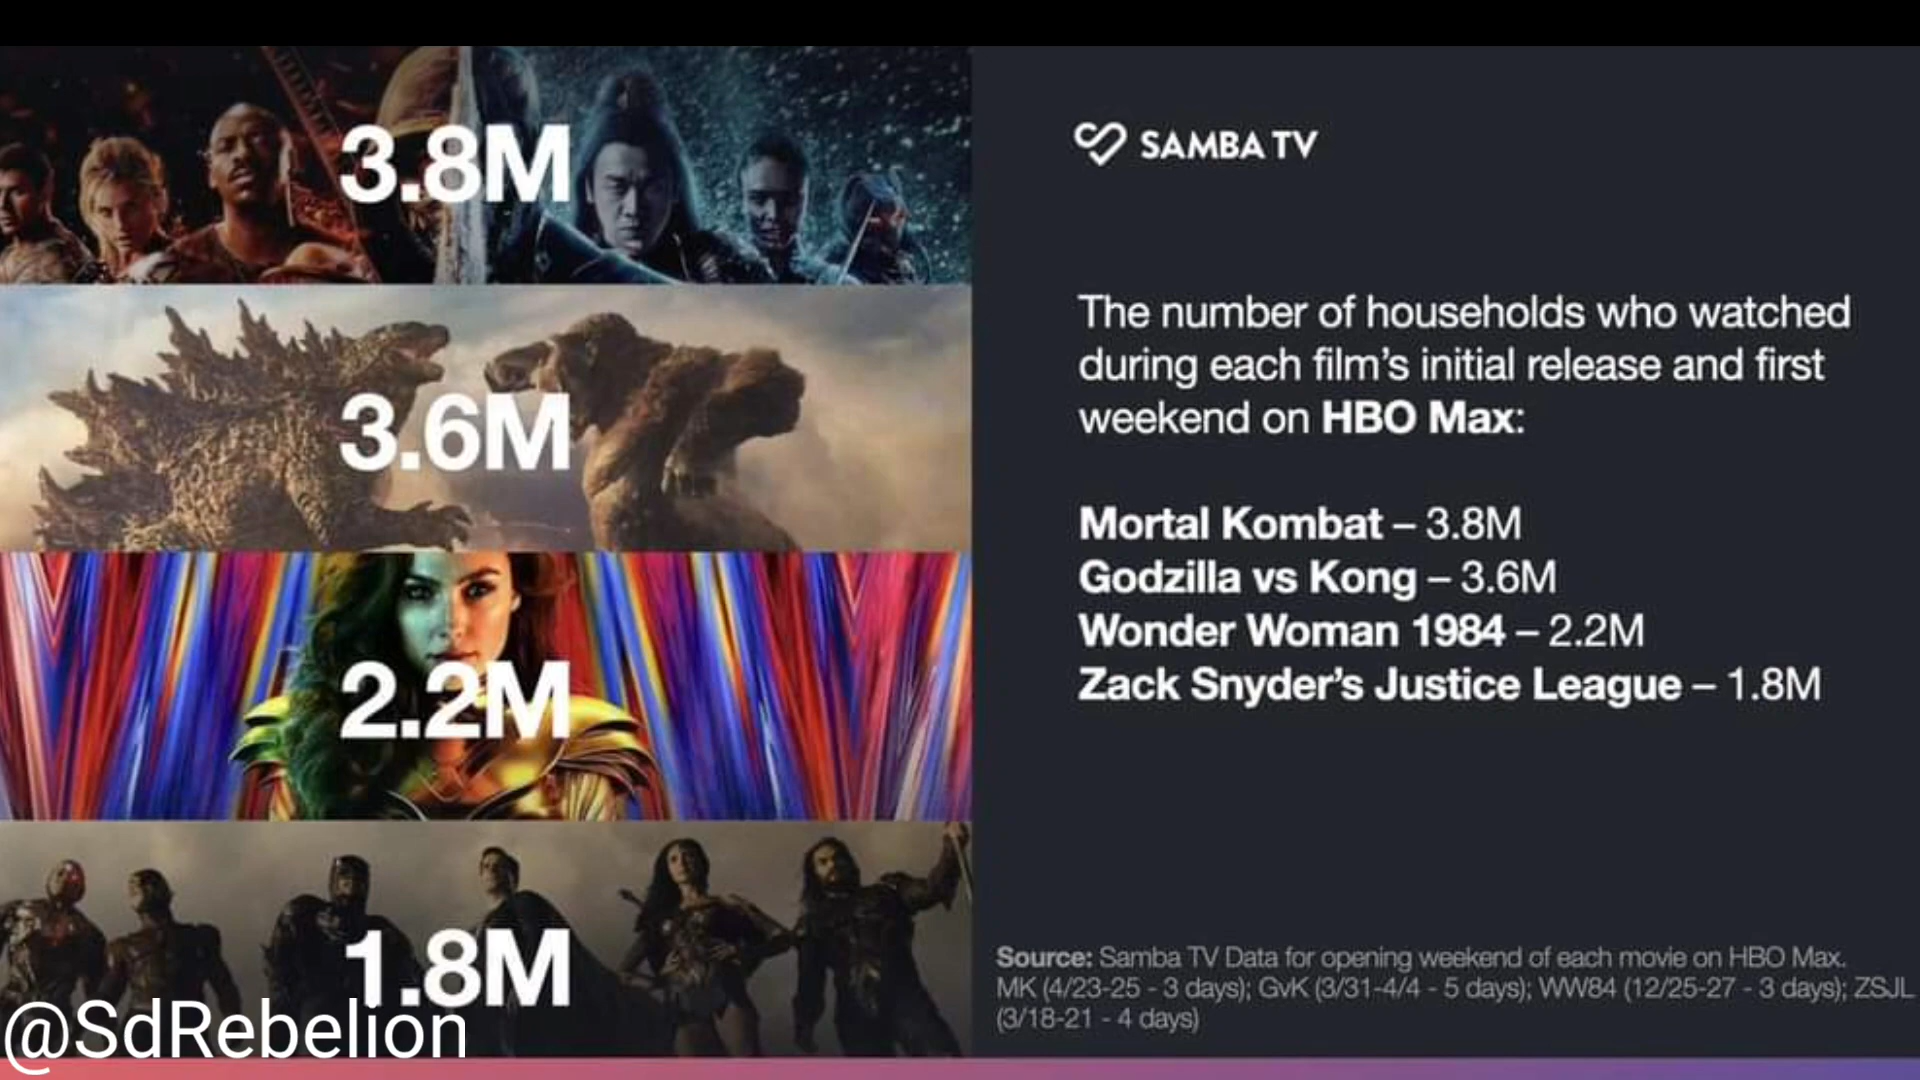 3.8M
3.6M
2.2M
1.8M
@SdRebelion
SAMBA TV
The number of households who watched
during each film's initial release and first
weekend on HBO Max:
Mortal Kombat – 3.8M
Godzilla vs Kong – 3.6M
Wonder Woman 1984 – 2.2M
Zack Snyder's Justice League – 1.8M
Source: Samba TV Data for opening weekend of each movie on HBO Max.
MK (4/23-25 - 3 days); GvK (3/31-4/4 - 5 days); WW84 (12/25-27 - 3 days); ZSJL
(3/18-21 - 4 days)